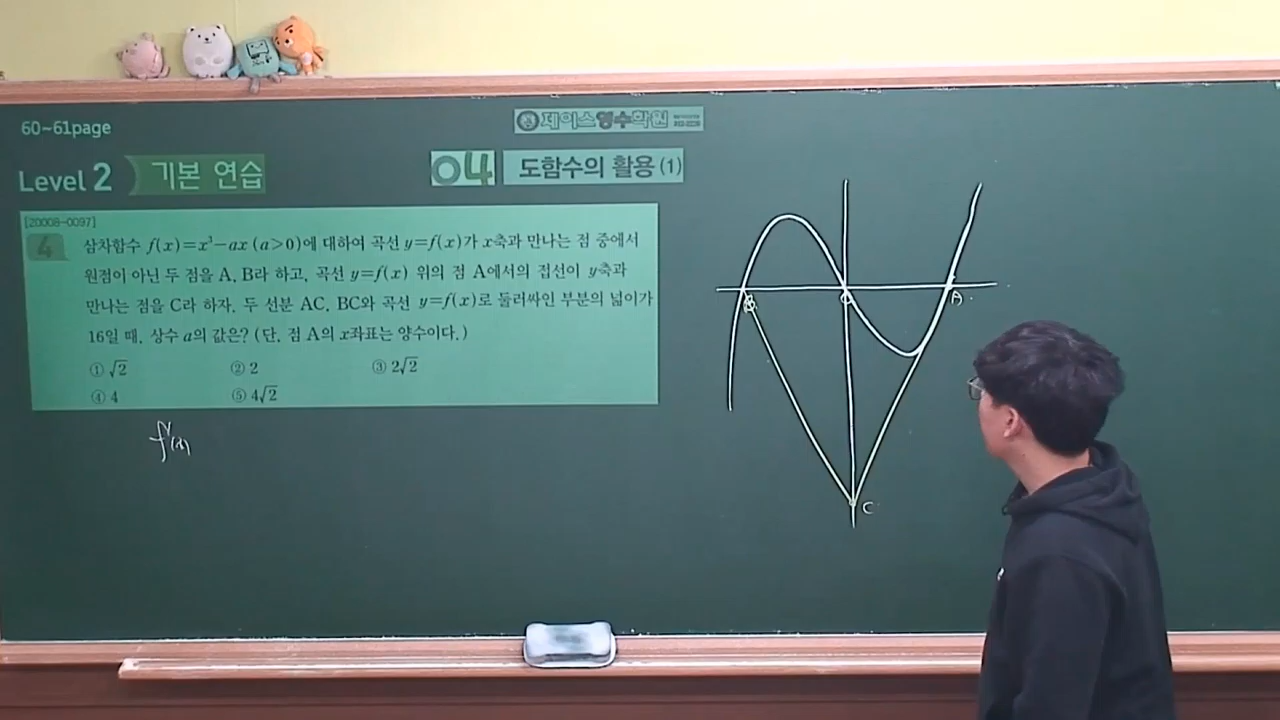 60~61page
제이스영수학원
Level 2 기본 연습
04 도함수의 활용 (1)
[20008-0097]
4 삼차함수 f(x)=x³-ax (a>0)에 대하여 곡선 y=f(x)가 x축과 만나는 점 중에서
원점이 아닌 두 점을 A, B라 하고, 곡선 y=f(x) 위의 점 A에서의 접선이 y축과
만나는 점을 C라 하자. 두 선분 AC, BC와 곡선 y=f(x)로 둘러싸인 부분의 넓이가
16일 때, 상수 a의 값은? (단, 점 A의 x좌표는 양수이다.)
① √2 ② 2 ③ 2√2
④ 4 ⑤ 4√2
f'(x)
B O A
C